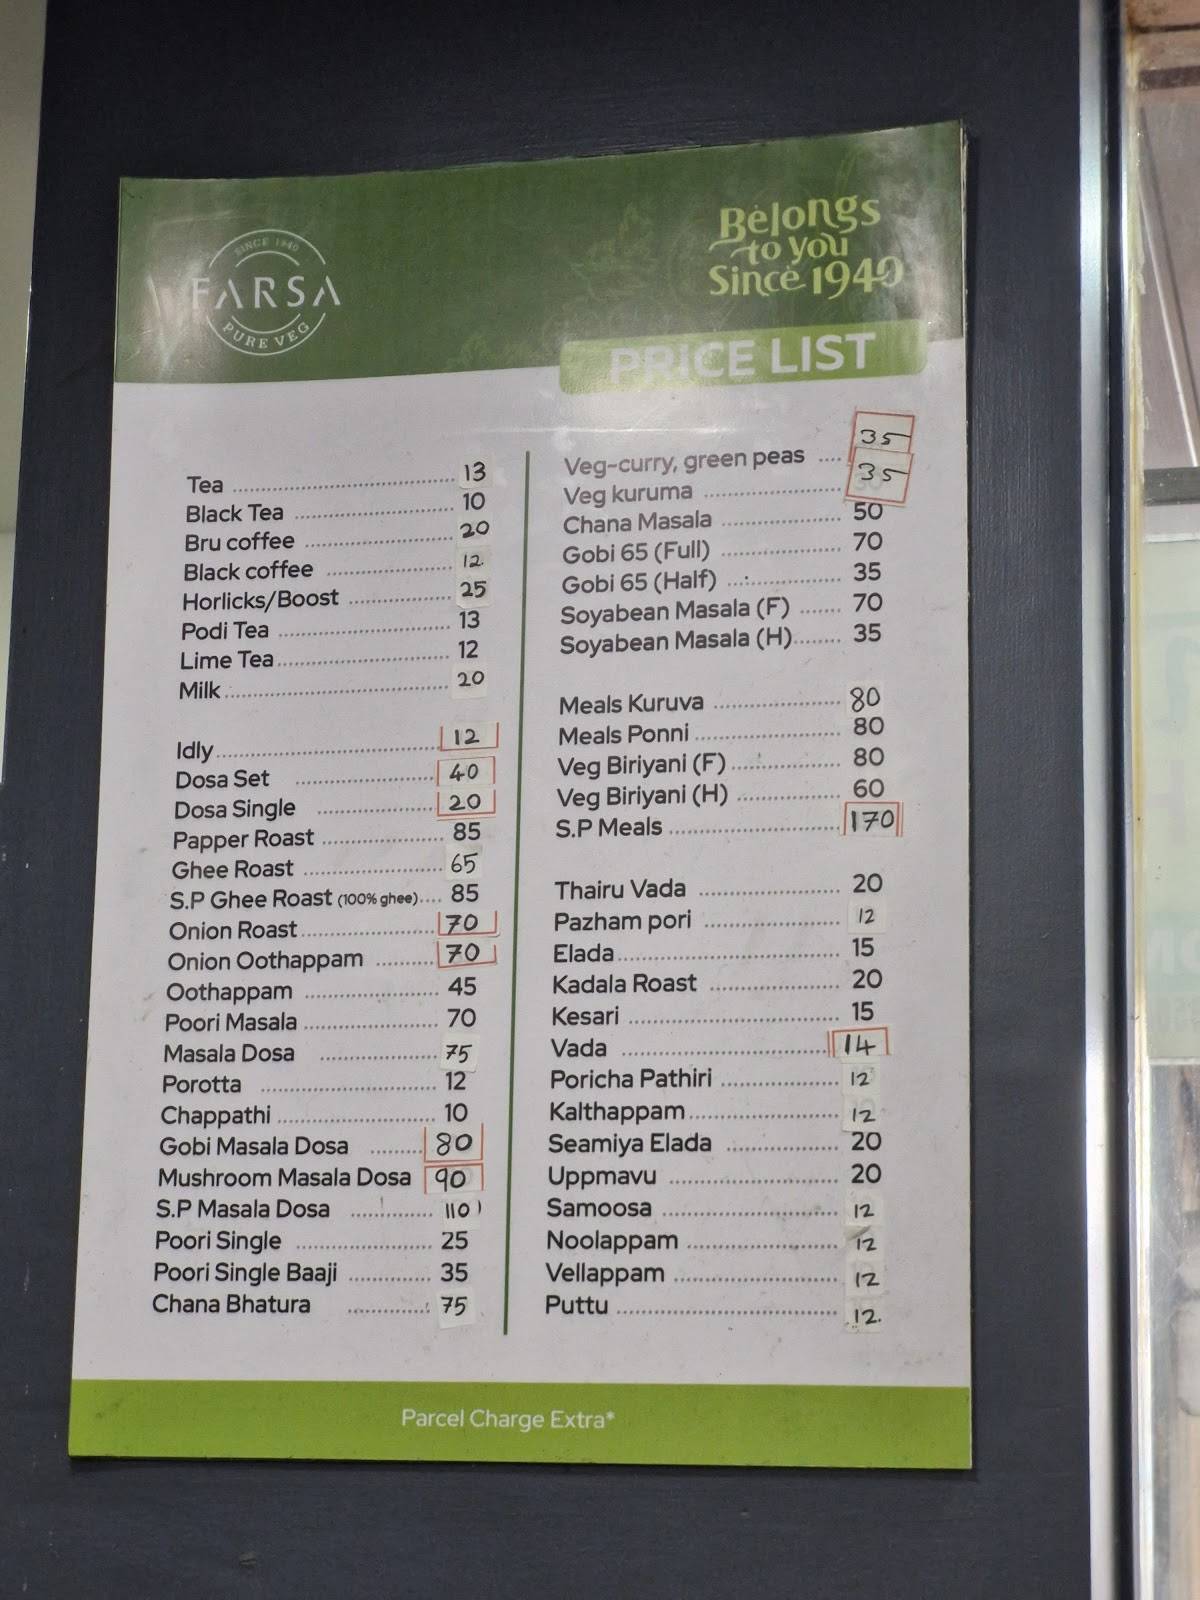 SINCE 1940
FARSA
PURE VEG
Belongs
to you
Since 1940
PRICE LIST
Tea 13
Black Tea 10
Bru coffee 20
Black coffee 12.
Horlicks/Boost 25
Podi Tea 13
Lime Tea 12
Milk 20
Idly 12
Dosa Set 40
Dosa Single 20
Papper Roast 85
Ghee Roast 65
S.P Ghee Roast (100% ghee) 85
Onion Roast 70
Onion Oothappam 70
Oothappam 45
Poori Masala 70
Masala Dosa 75
Porotta 12
Chappathi 10
Gobi Masala Dosa 80
Mushroom Masala Dosa 90
S.P Masala Dosa 110
Poori Single 25
Poori Single Baaji 35
Chana Bhatura 75
Veg-curry, green peas 35
Veg kuruma 35
Chana Masala 50
Gobi 65 (Full) 70
Gobi 65 (Half) 35
Soyabean Masala (F) 70
Soyabean Masala (H) 35
Meals Kuruva 80
Meals Ponni 80
Veg Biriyani (F) 80
Veg Biriyani (H) 60
S.P Meals 170
Thairu Vada 20
Pazham pori 12
Elada 15
Kadala Roast 20
Kesari 15
Vada 14
Poricha Pathiri 12
Kalthappam 12
Seamiya Elada 20
Uppmavu 20
Samoosa 12
Noolappam 12
Vellappam 12
Puttu 12.
Parcel Charge Extra*